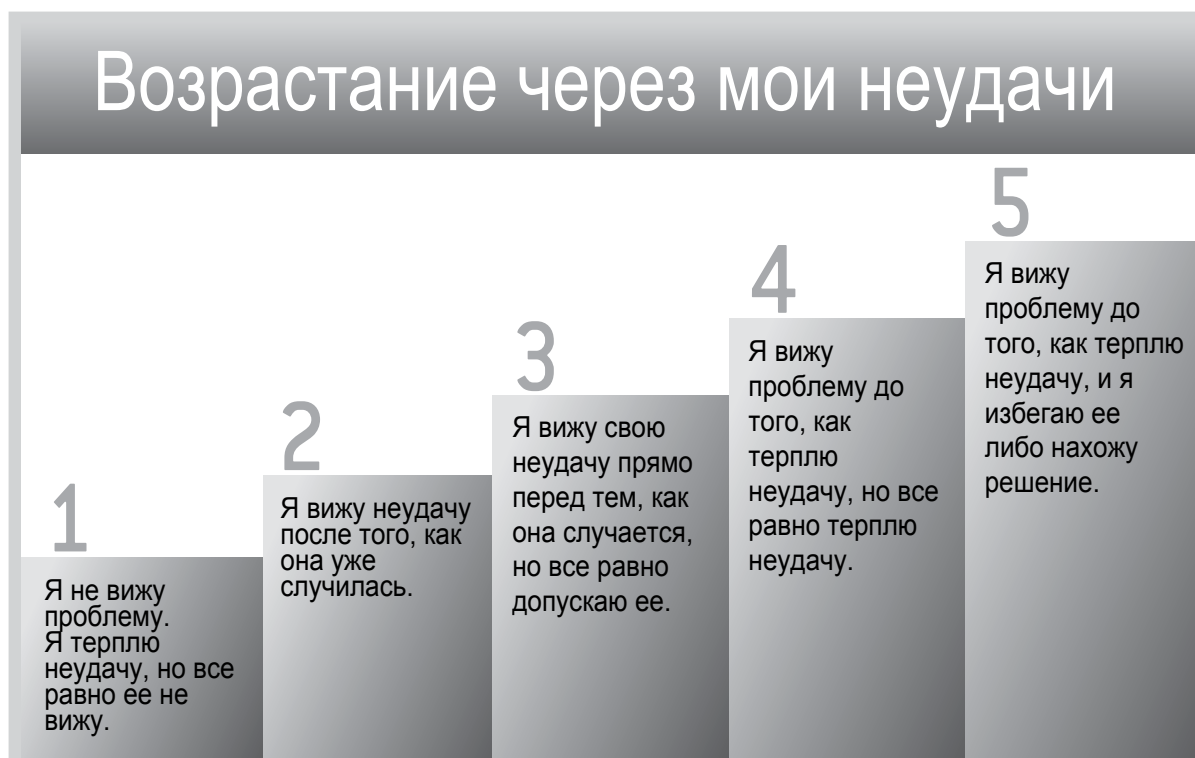 Возрастание через мои неудачи
1
Я не вижу
проблему.
Я терплю
неудачу, но все
равно ее не
вижу.
2
Я вижу неудачу
после того, как
она уже
случилась.
3
Я вижу свою
неудачу прямо
перед тем, как
она случается,
но все равно
допускаю ее.
4
Я вижу
проблему до
того, как
терплю
неудачу, но все
равно терплю
неудачу.
5
Я вижу
проблему до
того, как терплю
неудачу, и я
избегаю ее
либо нахожу
решение.